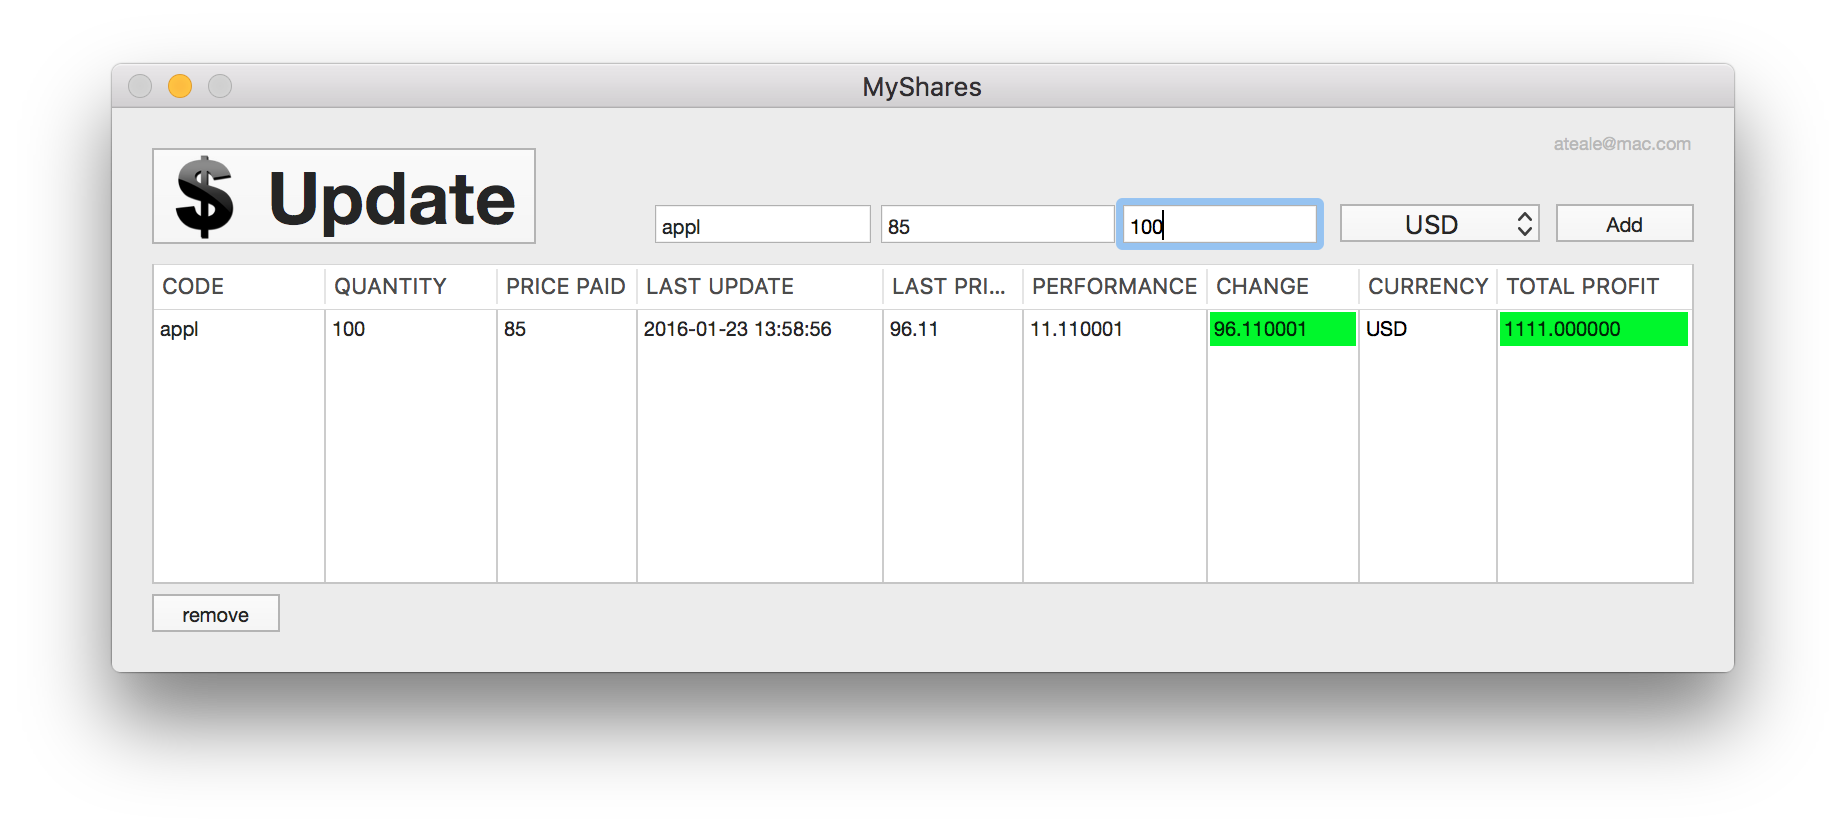 MyShares
ateale@mac.com
$ Update
appl 85 100 USD Add
CODE QUANTITY PRICE PAID LAST UPDATE LAST PRI... PERFORMANCE CHANGE CURRENCY TOTAL PROFIT
appl 100 85 2016-01-23 13:58:56 96.11 11.110001 96.110001 USD 1111.000000
remove